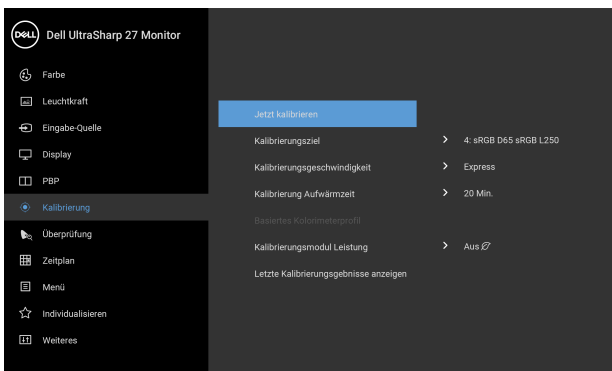 DELL
Dell UltraSharp 27 Monitor
Farbe
Leuchtkraft
Eingabe-Quelle
Display
PBP
Kalibrierung
Überprüfung
Zeitplan
Menü
Individualisieren
Weiteres
Jetzt kalibrieren
Kalibrierungsziel 4: sRGB D65 sRGB L250
Kalibrierungsgeschwindigkeit Express
Kalibrierung Aufwärmzeit 20 Min.
Basiertes Kolorimeterprofil
Kalibrierungsmodul Leistung Aus
Letzte Kalibrierungsgebnisse anzeigen